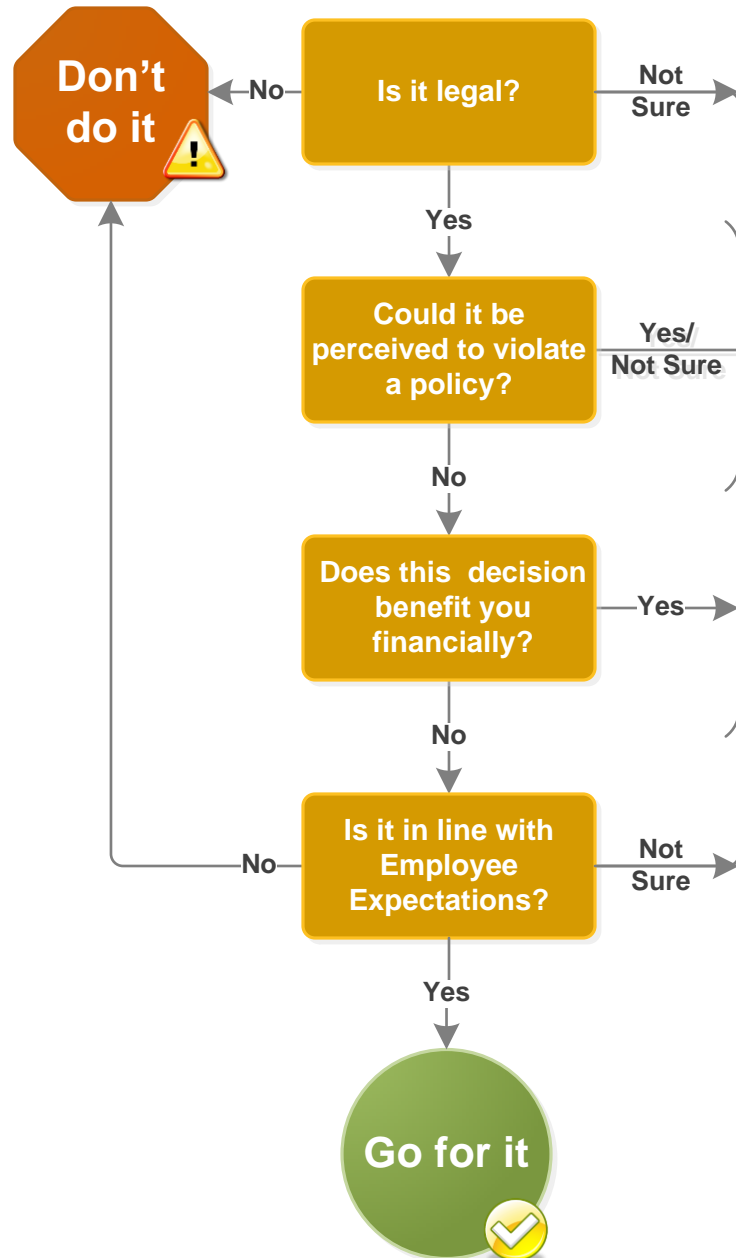 Don't
do it
No
Is it legal?
Not
Sure
Yes
Could it be
perceived to violate
a policy?
Yes/
Not Sure
No
Does this decision
benefit you
financially?
Yes
No
No
Is it in line with
Employee
Expectations?
Not
Sure
Yes
Go for it